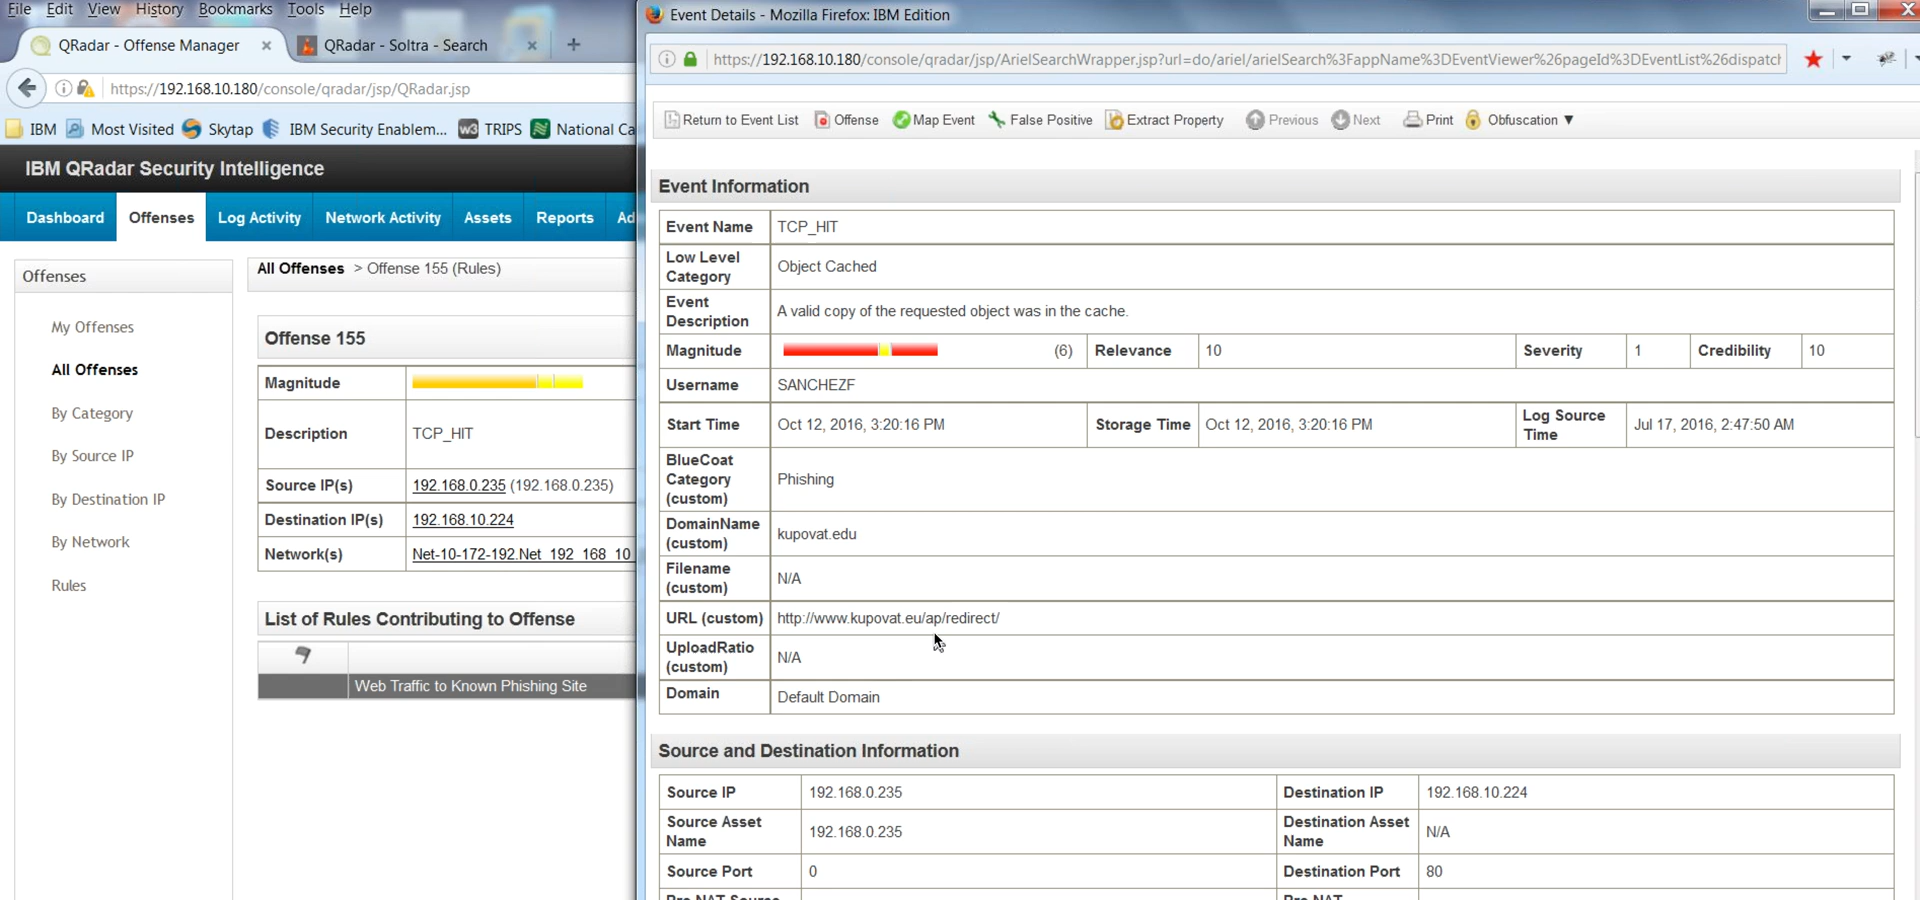 File Edit View History Bookmarks Tools Help
QRadar - Offense Manager × QRadar - Soltra - Search × +
https://192.168.10.180/console/qradar/jsp/QRadar.jsp
IBM Most Visited Skytap IBM Security Enablem... w3 TRIPS National Ca
IBM QRadar Security Intelligence
Dashboard Offenses Log Activity Network Activity Assets Reports Ad
Offenses
My Offenses
All Offenses
By Category
By Source IP
By Destination IP
By Network
Rules
All Offenses > Offense 155 (Rules)
Offense 155
Magnitude
Description TCP_HIT
Source IP(s) 192.168.0.235 (192.168.0.235)
Destination IP(s) 192.168.10.224
Network(s) Net-10-172-192.Net_192_168_10
List of Rules Contributing to Offense
Web Traffic to Known Phishing Site
Event Details - Mozilla Firefox: IBM Edition
https://192.168.10.180/console/qradar/jsp/ArielSearchWrapper.jsp?url=do/ariel/arielSearch%3FappName%3DEventViewer%26pageId%3DEventList%26dispatch
Return to Event List Offense Map Event False Positive Extract Property Previous Next Print Obfuscation ▼
Event Information
Event Name TCP_HIT
Low Level Category Object Cached
Event Description A valid copy of the requested object was in the cache.
Magnitude (6) Relevance 10 Severity 1 Credibility 10
Username SANCHEZF
Start Time Oct 12, 2016, 3:20:16 PM Storage Time Oct 12, 2016, 3:20:16 PM Log Source Time Jul 17, 2016, 2:47:50 AM
BlueCoat Category (custom) Phishing
DomainName (custom) kupovat.edu
Filename (custom) N/A
URL (custom) http://www.kupovat.eu/ap/redirect/
UploadRatio (custom) N/A
Domain Default Domain
Source and Destination Information
Source IP 192.168.0.235 Destination IP 192.168.10.224
Source Asset Name 192.168.0.235 Destination Asset Name N/A
Source Port 0 Destination Port 80
Pre NAT Source Pre NAT